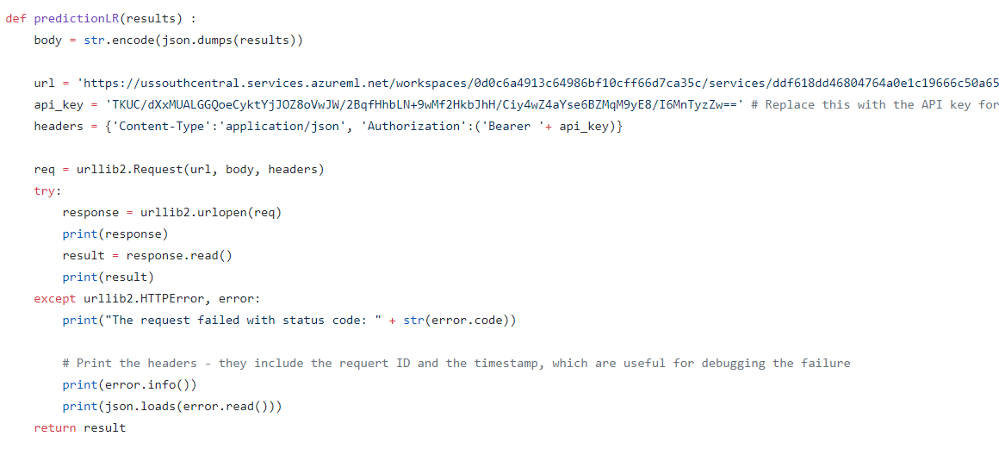 def predictionLR(results) :
    body = str.encode(json.dumps(results))
    url = 'https://ussouthcentral.services.azureml.net/workspaces/0d0c6a4913c64986bf10cff66d7ca35c/services/ddf618dd46804764a0e1c19666c50a65
    api_key = 'TKUC/dXxMUALGGQoeCyktYjJOZ8oVwJW/2BqfHhbLN+9wMf2HkbJhH/Ciy4wZ4aYse6BZMqM9yE8/I6MnTyzZw==' # Replace this with the API key for
    headers = {'Content-Type':'application/json', 'Authorization':('Bearer '+ api_key)}
    req = urllib2.Request(url, body, headers)
    try:
        response = urllib2.urlopen(req)
        print(response)
        result = response.read()
        print(result)
    except urllib2.HTTPError, error:
        print("The request failed with status code: " + str(error.code))
        # Print the headers - they include the requert ID and the timestamp, which are useful for debugging the failure
        print(error.info())
        print(json.loads(error.read()))
    return result